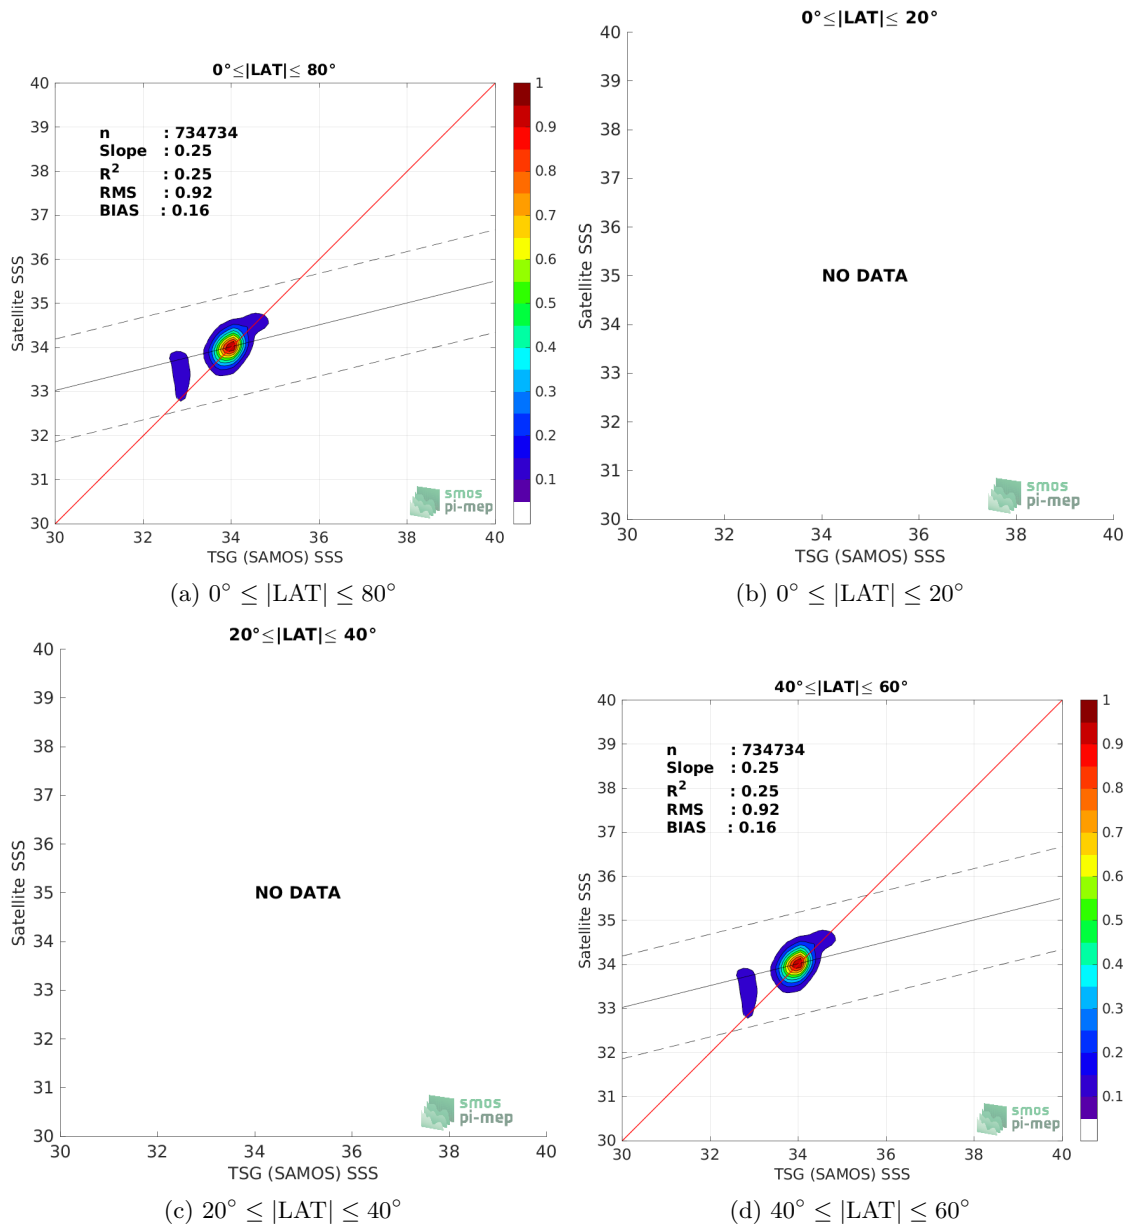 0°≤|LAT|≤ 80°
40
39
38
37
36
35
34
33
32
31
30
Satellite SSS
n : 734734
Slope : 0.25
R² : 0.25
RMS : 0.92
BIAS : 0.16
smos
pi-mep
30 32 34 36 38 40
TSG (SAMOS) SSS
1
0.9
0.8
0.7
0.6
0.5
0.4
0.3
0.2
0.1
(a) 0° ≤ |LAT| ≤ 80°
0°≤|LAT|≤ 20°
40
39
38
37
36
35
34
33
32
31
30
Satellite SSS
NO DATA
smos
pi-mep
30 32 34 36 38 40
TSG (SAMOS) SSS
(b) 0° ≤ |LAT| ≤ 20°
20°≤|LAT|≤ 40°
40
39
38
37
36
35
34
33
32
31
30
Satellite SSS
NO DATA
smos
pi-mep
30 32 34 36 38 40
TSG (SAMOS) SSS
(c) 20° ≤ |LAT| ≤ 40°
40°≤|LAT|≤ 60°
40
39
38
37
36
35
34
33
32
31
30
Satellite SSS
n : 734734
Slope : 0.25
R² : 0.25
RMS : 0.92
BIAS : 0.16
smos
pi-mep
30 32 34 36 38 40
TSG (SAMOS) SSS
1
0.9
0.8
0.7
0.6
0.5
0.4
0.3
0.2
0.1
(d) 40° ≤ |LAT| ≤ 60°